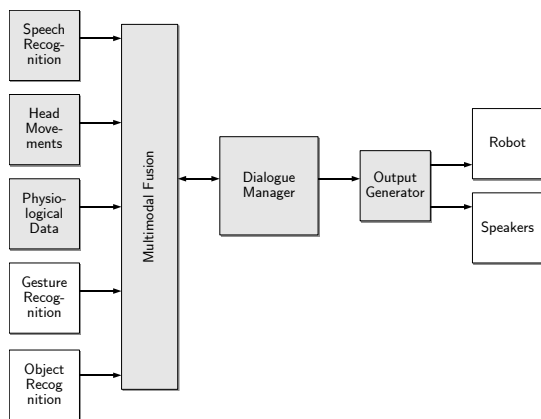 Speech
Recog-
nition
Head
Move-
ments
Physio-
logical
Data
Gesture
Recog-
nition
Object
Recog
nition
Multimodal Fusion
Dialogue
Manager
Output
Generator
Robot
Speakers